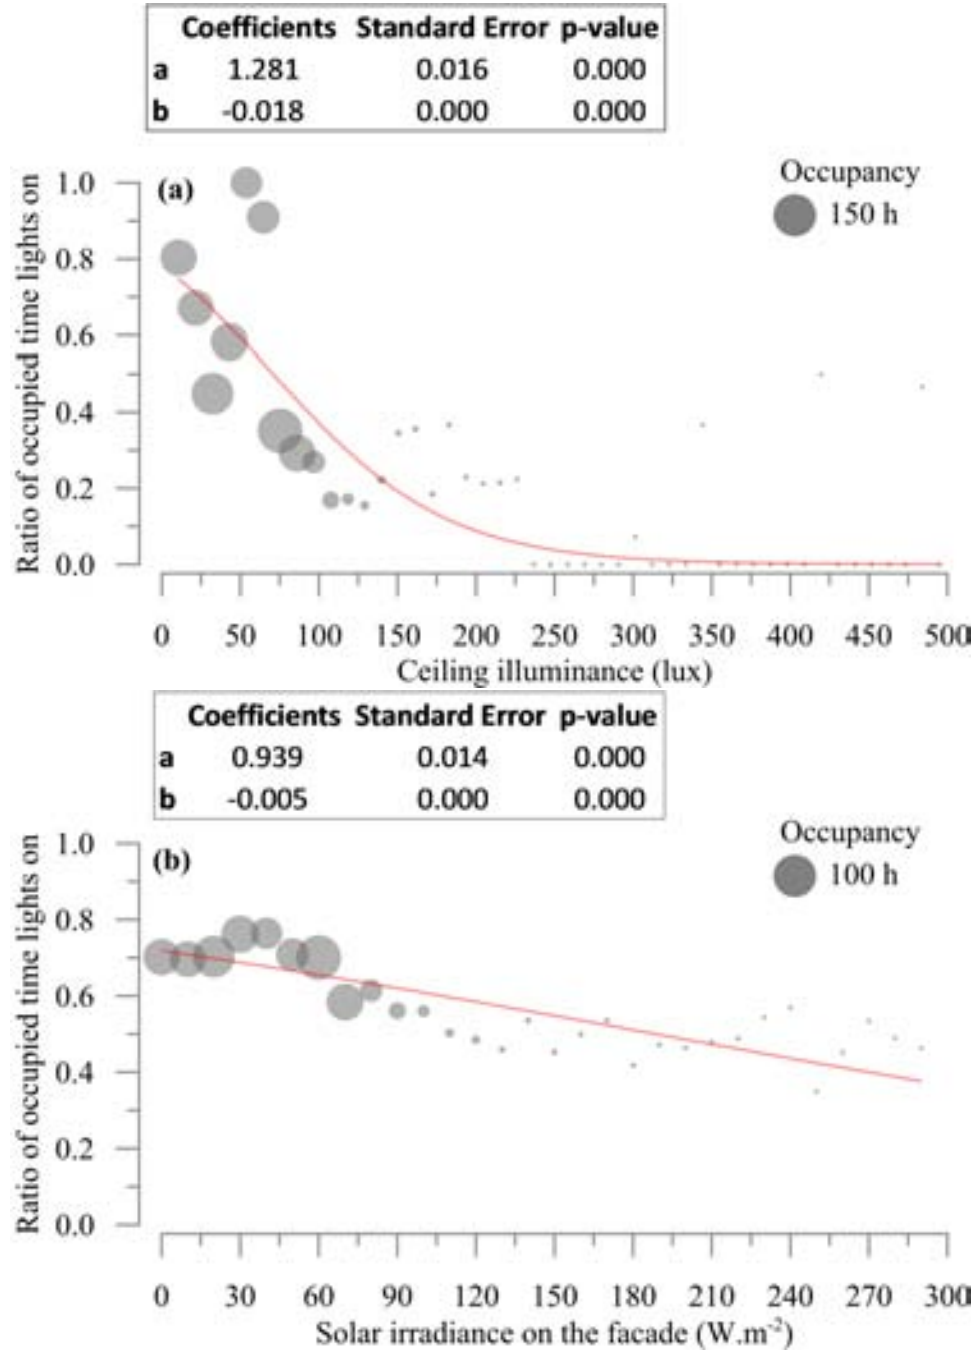 Coefficients Standard Error p-value
a 1.281 0.016 0.000
b -0.018 0.000 0.000
(a)
Occupancy
150 h
Ratio of occupied time lights on
1.0
0.8
0.6
0.4
0.2
0.0
0 50 100 150 200 250 300 350 400 450 500
Ceiling illuminance (lux)
Coefficients Standard Error p-value
a 0.939 0.014 0.000
b -0.005 0.000 0.000
(b)
Occupancy
100 h
Ratio of occupied time lights on
1.0
0.8
0.6
0.4
0.2
0.0
0 30 60 90 120 150 180 210 240 270 300
Solar irradiance on the facade (W.m⁻²)